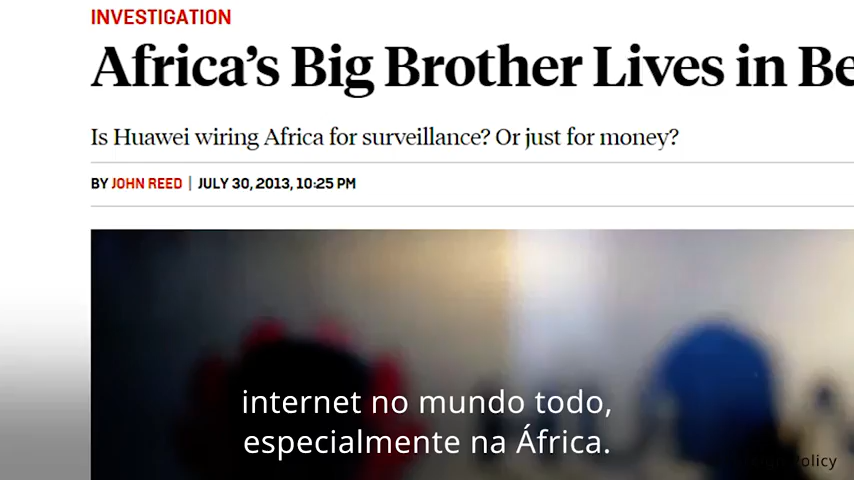 INVESTIGATION
Africa's Big Brother Lives in Be
Is Huawei wiring Africa for surveillance? Or just for money?
BY JOHN REED | JULY 30, 2013, 10:25 PM
internet no mundo todo,
especialmente na África.